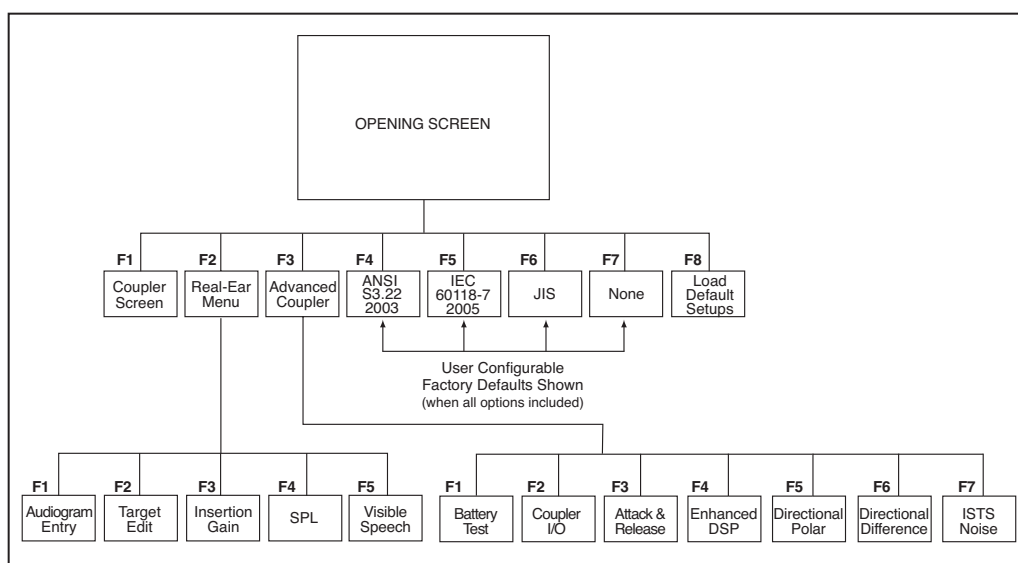 OPENING SCREEN
F1 F2 F3 F4 F5 F6 F7 F8
Coupler
Screen
Real-Ear
Menu
Advanced
Coupler
ANSI
S3.22
2003
IEC
60118-7
2005
JIS
None
Load
Default
Setups
User Configurable
Factory Defaults Shown
(when all options included)
F1 F2 F3 F4 F5
Audiogram
Entry
Target
Edit
Insertion
Gain
SPL
Visible
Speech
F1 F2 F3 F4 F5 F6 F7
Battery
Test
Coupler
I/O
Attack &
Release
Enhanced
DSP
Directional
Polar
Directional
Difference
ISTS
Noise